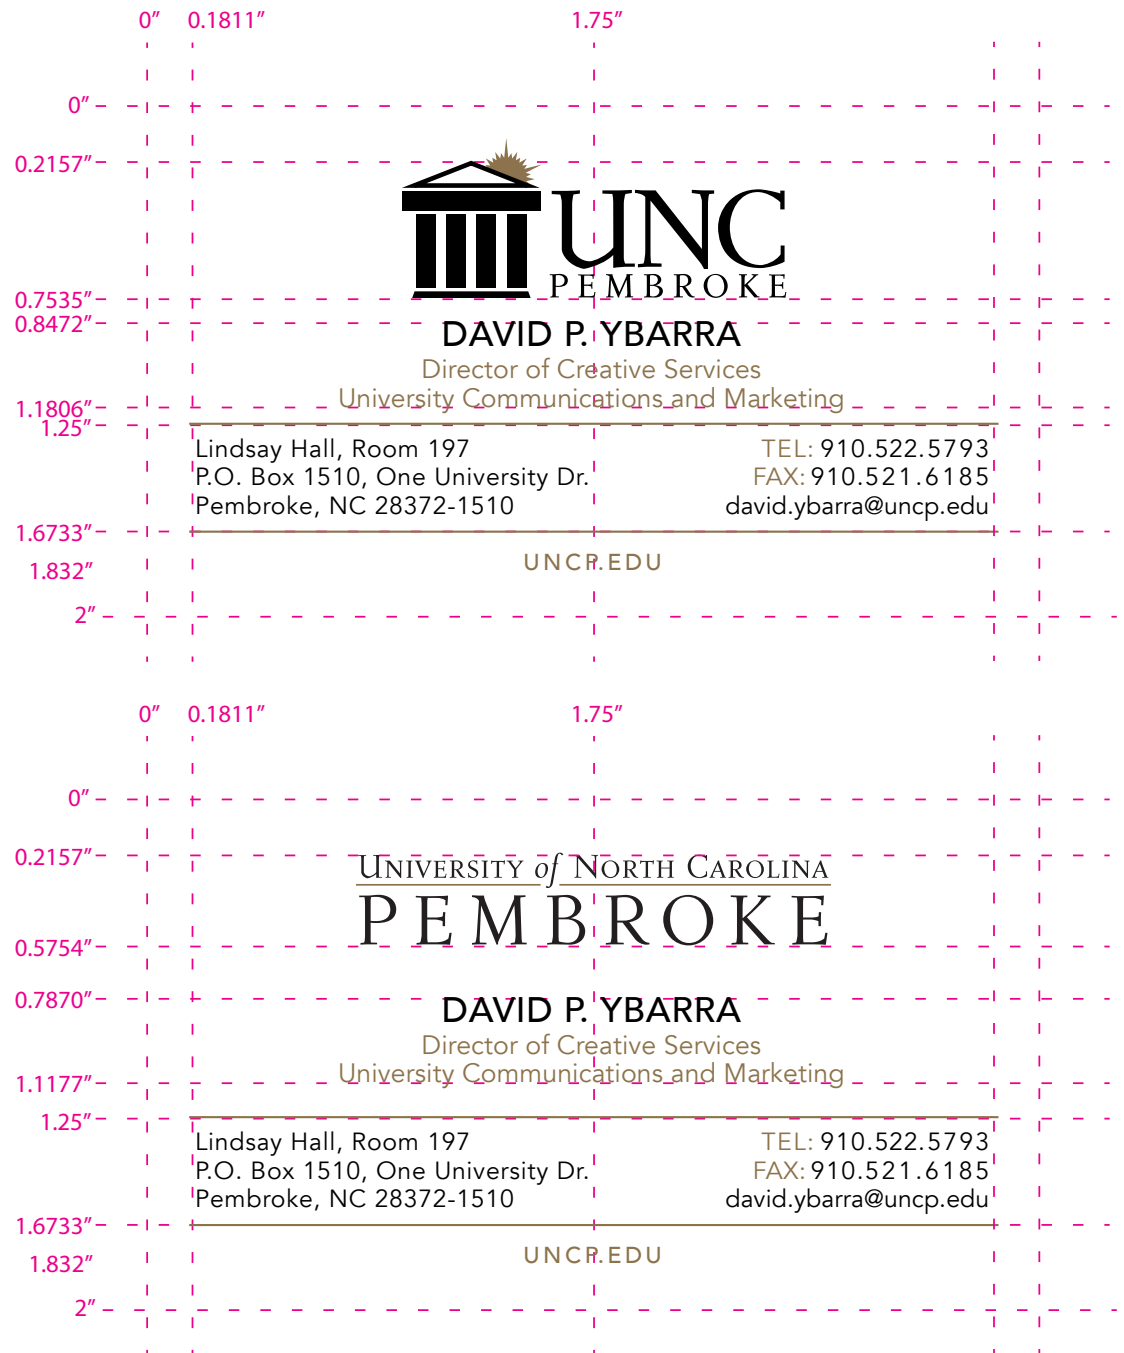 0” 0.1811” 1.75”
0”
0.2157”
UNC
PEMBROKE
0.7535”
0.8472”
DAVID P. YBARRA
Director of Creative Services
University Communications and Marketing
1.1806”
1.25”
Lindsay Hall, Room 197 TEL: 910.522.5793
P.O. Box 1510, One University Dr. FAX: 910.521.6185
Pembroke, NC 28372-1510 david.ybarra@uncp.edu
1.6733”
UNCP.EDU
1.832”
2”
0” 0.1811” 1.75”
0”
0.2157”
UNIVERSITY of NORTH CAROLINA
PEMBROKE
0.5754”
0.7870”
DAVID P. YBARRA
Director of Creative Services
University Communications and Marketing
1.1177”
1.25”
Lindsay Hall, Room 197 TEL: 910.522.5793
P.O. Box 1510, One University Dr. FAX: 910.521.6185
Pembroke, NC 28372-1510 david.ybarra@uncp.edu
1.6733”
UNCP.EDU
1.832”
2”